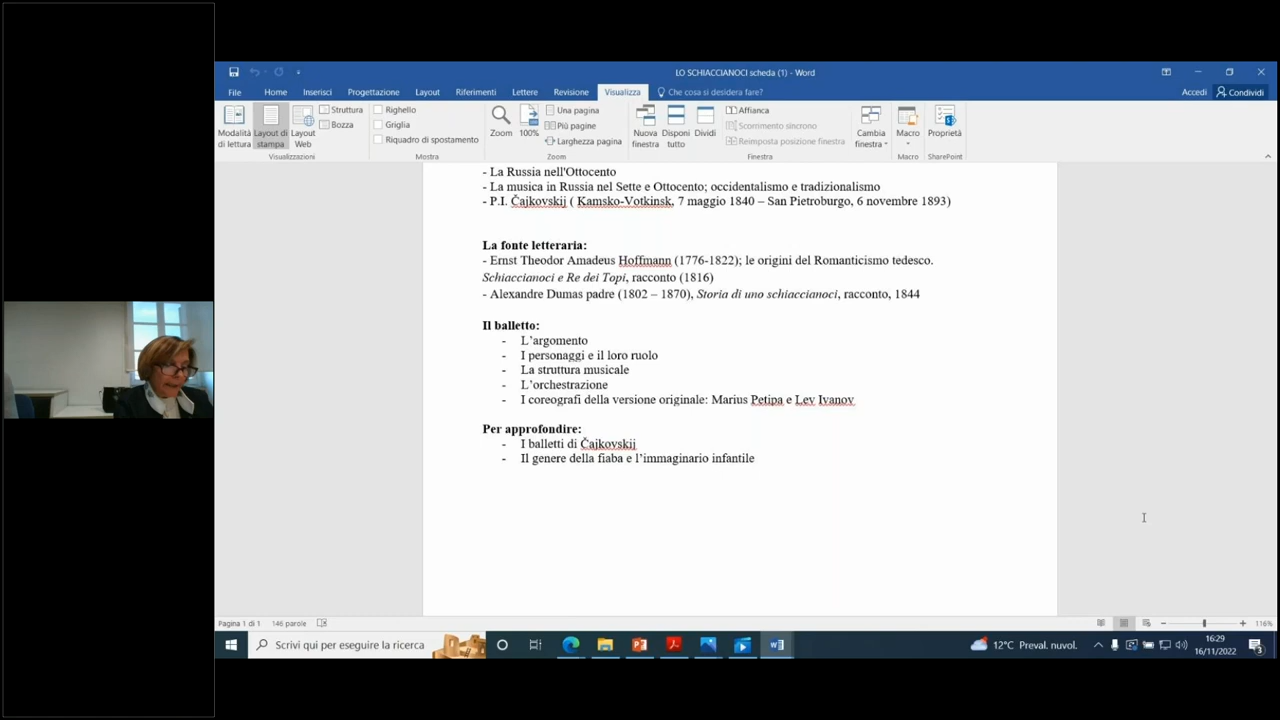 LO SCHIACCIANOCI scheda (1) - Word
File Home Inserisci Progettazione Layout Riferimenti Lettere Revisione Visualizza Che cosa si desidera fare? Accedi Condividi
Modalità di lettura
Layout di stampa
Layout Web
Struttura
Bozza
Visualizzazioni
Righello
Griglia
Riquadro di spostamento
Mostra
Zoom
100%
Una pagina
Più pagine
Larghezza pagina
Zoom
Nuova finestra
Disponi tutto
Dividi
Affianca
Scorrimento sincrono
Reimposta posizione finestra
Finestra
Cambia finestra
Macro
Macro
Proprietà
SharePoint
- La Russia nell'Ottocento
- La musica in Russia nel Sette e Ottocento; occidentalismo e tradizionalismo
- P.I. Čajkovskij ( Kamsko-Votkinsk, 7 maggio 1840 – San Pietroburgo, 6 novembre 1893)
La fonte letteraria:
- Ernst Theodor Amadeus Hoffmann (1776-1822); le origini del Romanticismo tedesco.
Schiaccianoci e Re dei Topi, racconto (1816)
- Alexandre Dumas padre (1802 – 1870), Storia di uno schiaccianoci, racconto, 1844
Il balletto:
- L'argomento
- I personaggi e il loro ruolo
- La struttura musicale
- L'orchestrazione
- I coreografi della versione originale: Marius Petipa e Lev Ivanov
Per approfondire:
- I balletti di Čajkovskij
- Il genere della fiaba e l'immaginario infantile
Pagina 1 di 1 146 parole 116%
Scrivi qui per eseguire la ricerca 12°C Preval. nuvol. 16:29
16/11/2022
3